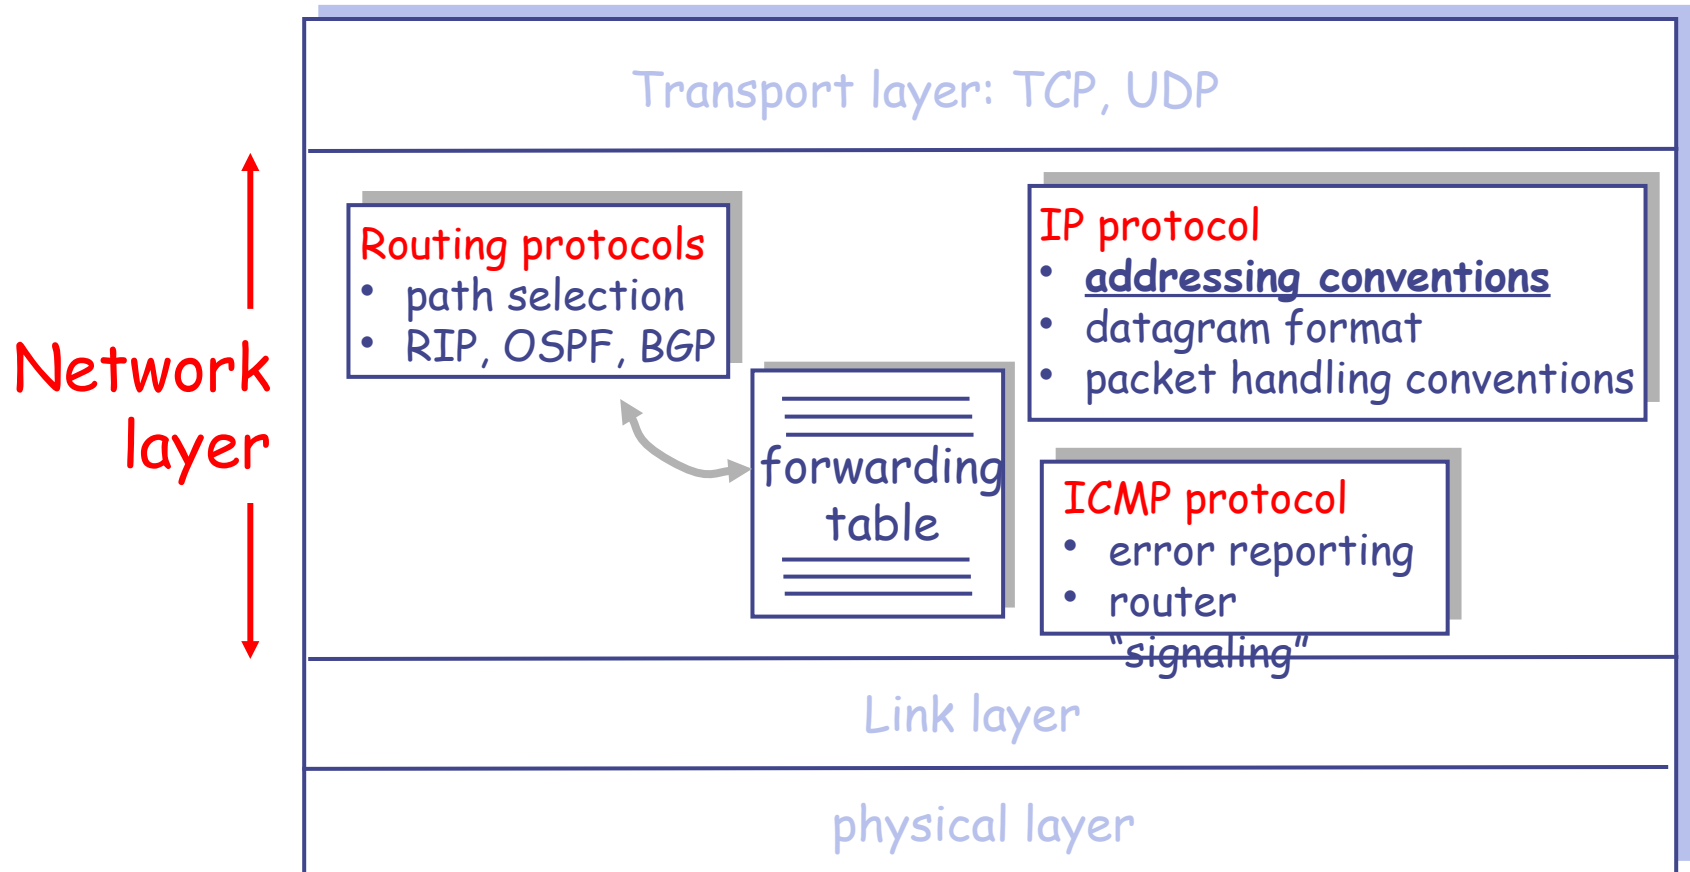 Transport layer: TCP, UDP
Network
layer
Routing protocols
• path selection
• RIP, OSPF, BGP
forwarding
table
IP protocol
• addressing conventions
• datagram format
• packet handling conventions
ICMP protocol
• error reporting
• router
“signaling”
Link layer
physical layer